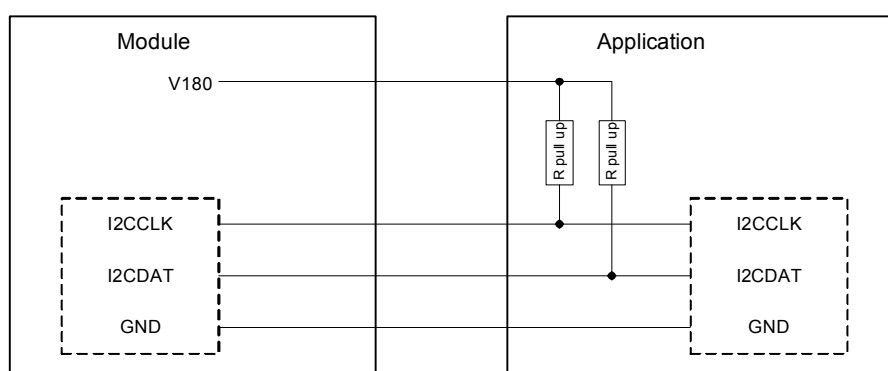 Module
Application
V180
R pull up
R pull up
I2CCLK
I2CCLK
I2CDAT
I2CDAT
GND
GND